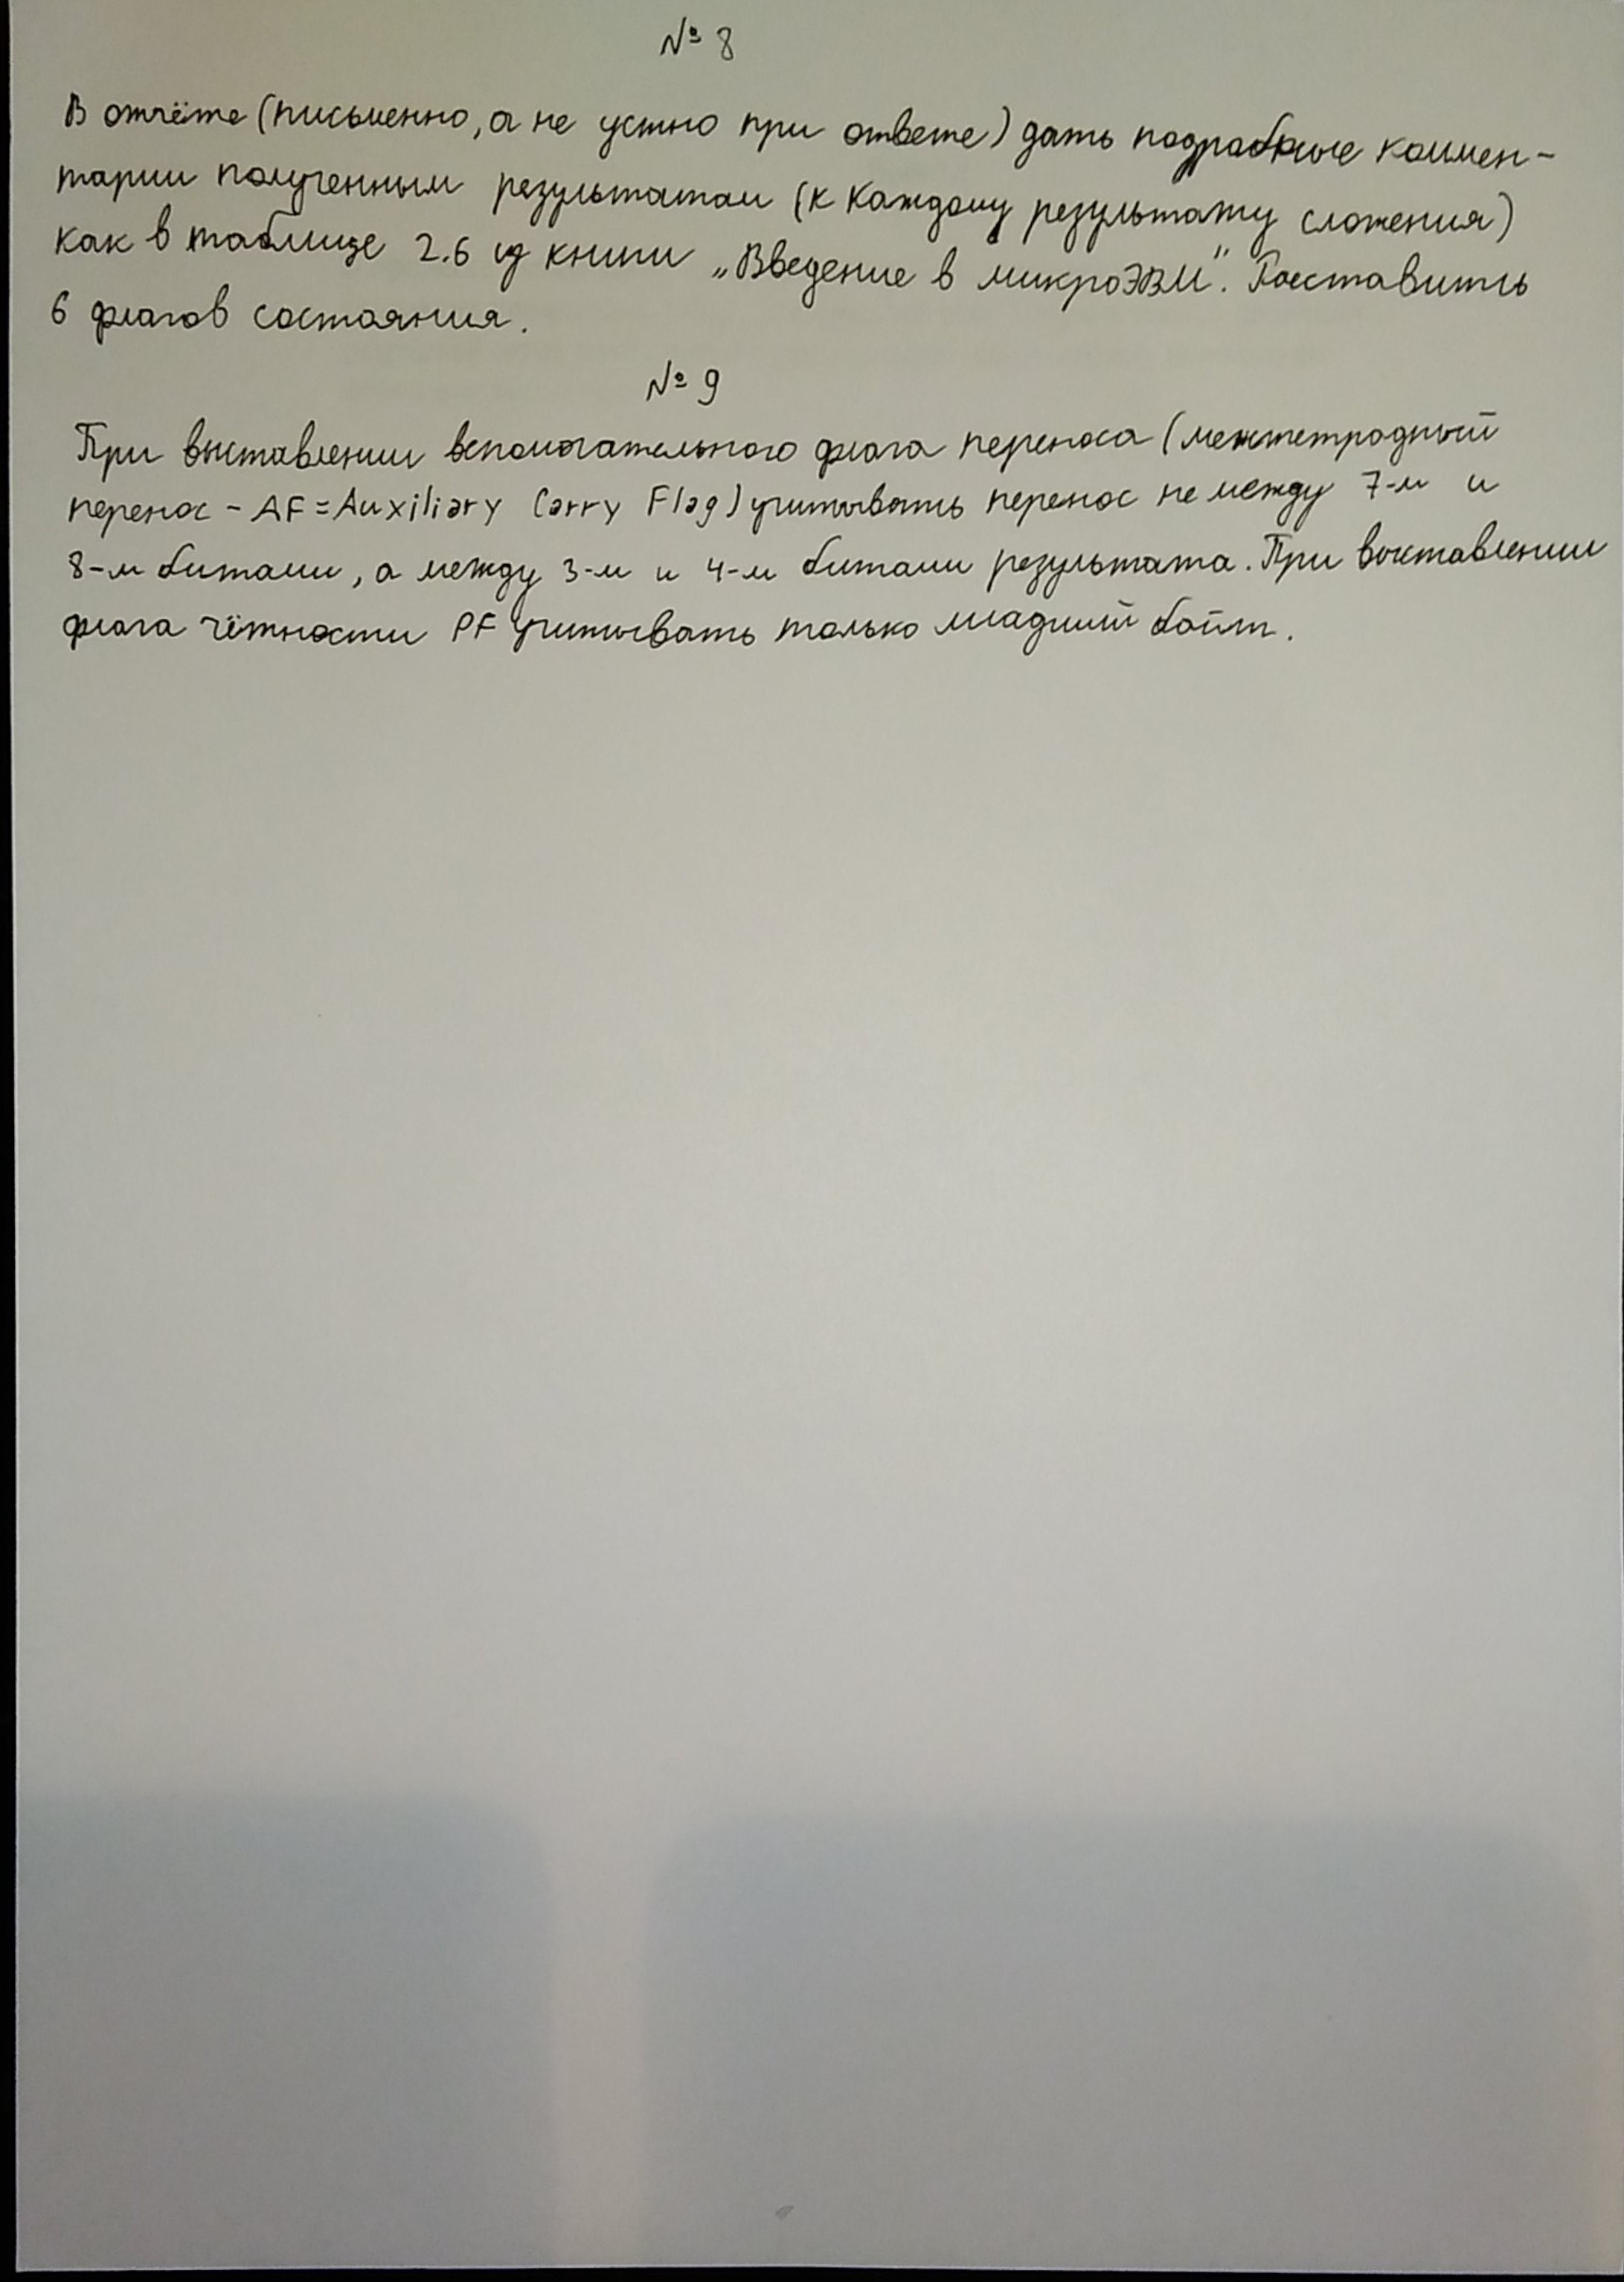 № 8
В отчёте (письменно, а не устно при ответе) дать подробные коммен-
тарии полученным результатам (к каждому результату сложения)
как в таблице 2.6 из книги „Введение в микроЭВМ". Расставить
6 флагов состояния.
№ 9
При выставлении вспомогательного флага переноса (межтетрадный
перенос - AF = Auxiliary Carry Flag) учитывать перенос не между 7-м и
8-м битами, а между 3-м и 4-м битами результата. При выставлении
флага чётности PF учитывать только младший байт.